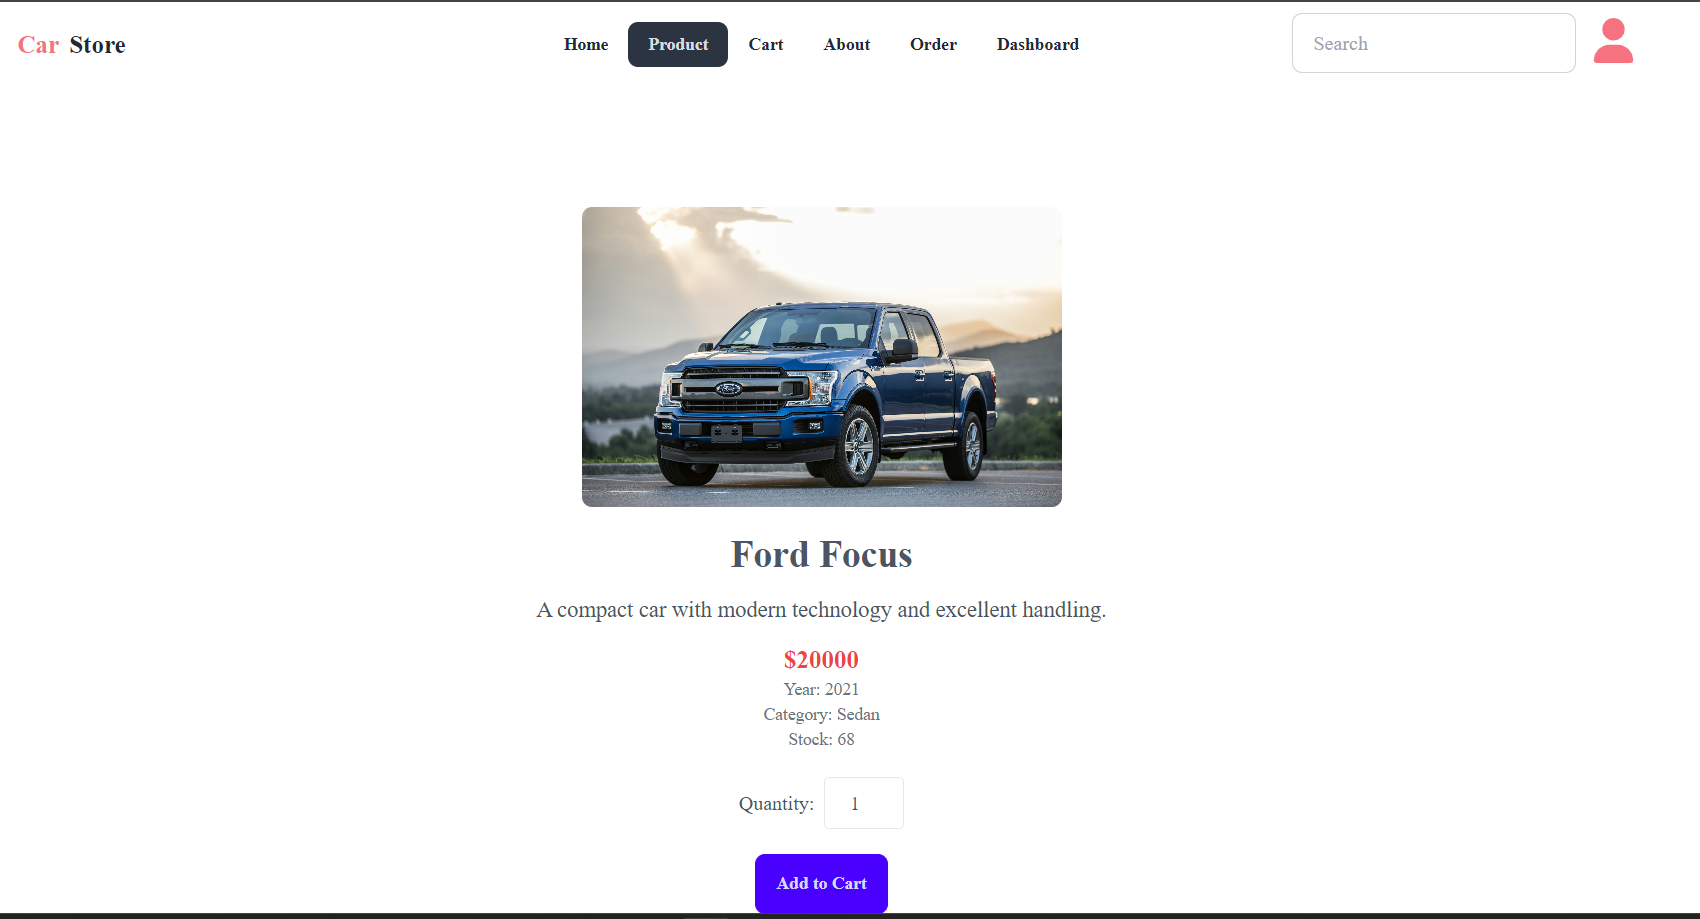 Car Store
Home Product Cart About Order Dashboard
Search
Ford
Ford Focus
A compact car with modern technology and excellent handling.
$20000
Year: 2021
Category: Sedan
Stock: 68
Quantity: 1
Add to Cart